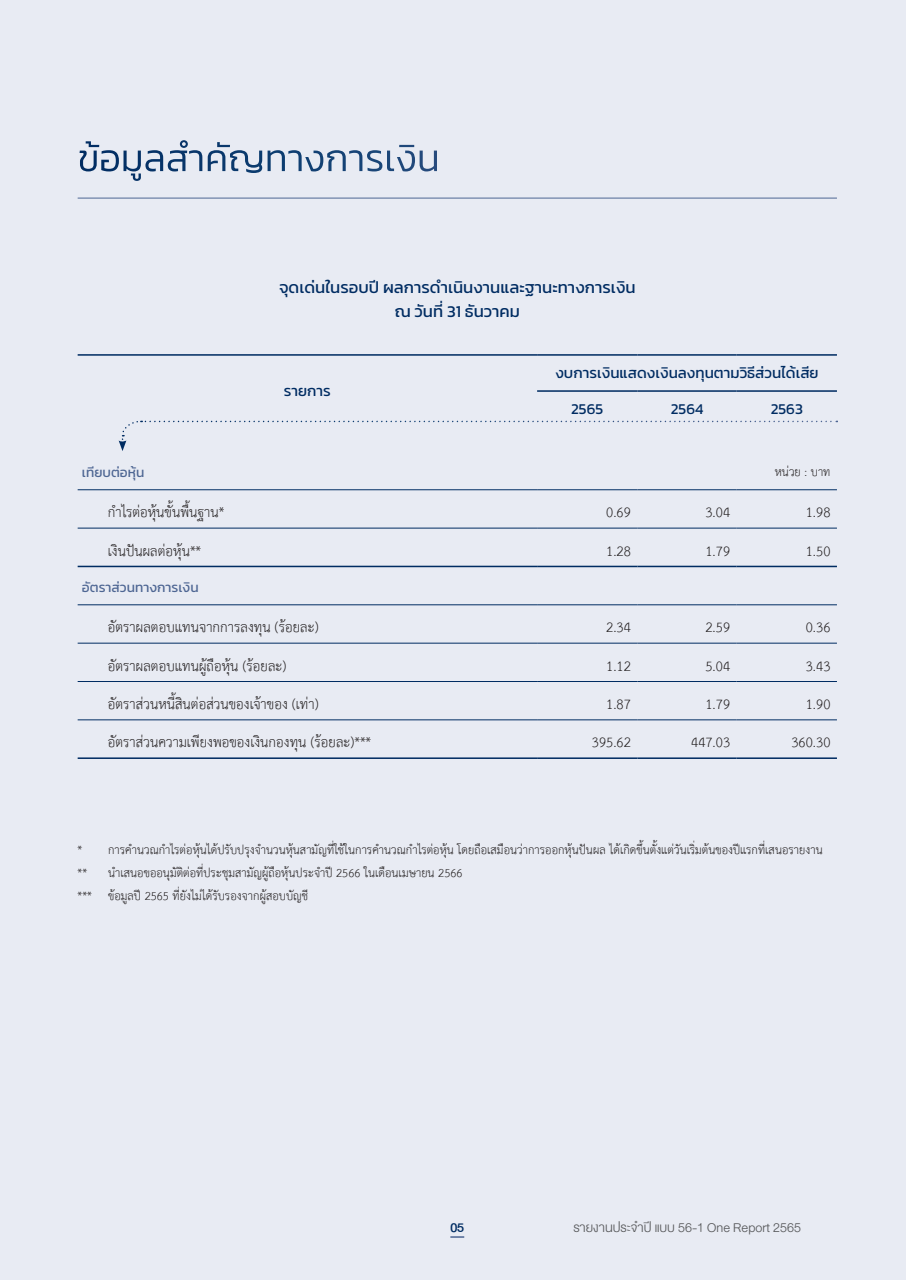 ข้อมูลสำคัญทางการเงิน
จุดเด่นในรอบปี ผลการดำเนินงานและฐานะทางการเงิน
ณ วันที่ 31 ธันวาคม
รายการ งบการเงินแสดงเงินลงทุนตามวิธีส่วนได้เสีย
2565 2564 2563
เทียบต่อหุ้น หน่วย : บาท
กำไรต่อหุ้นขั้นพื้นฐาน* 0.69 3.04 1.98
เงินปันผลต่อหุ้น** 1.28 1.79 1.50
อัตราส่วนทางการเงิน
อัตราผลตอบแทนจากการลงทุน (ร้อยละ) 2.34 2.59 0.36
อัตราผลตอบแทนผู้ถือหุ้น (ร้อยละ) 1.12 5.04 3.43
อัตราส่วนหนี้สินต่อส่วนของเจ้าของ (เท่า) 1.87 1.79 1.90
อัตราส่วนความเพียงพอของเงินกองทุน (ร้อยละ)*** 395.62 447.03 360.30
* การคำนวณกำไรต่อหุ้นได้ปรับปรุงจำนวนหุ้นสามัญที่ใช้ในการคำนวณกำไรต่อหุ้น โดยถือเสมือนว่าการออกหุ้นปันผล ได้เกิดขึ้นตั้งแต่วันเริ่มต้นของปีแรกที่เสนอรายงาน
** นำเสนอขออนุมัติต่อที่ประชุมสามัญผู้ถือหุ้นประจำปี 2566 ในเดือนเมษายน 2566
*** ข้อมูลปี 2565 ที่ยังไม่ได้รับรองจากผู้สอบบัญชี
05 รายงานประจำปี แบบ 56-1 One Report 2565